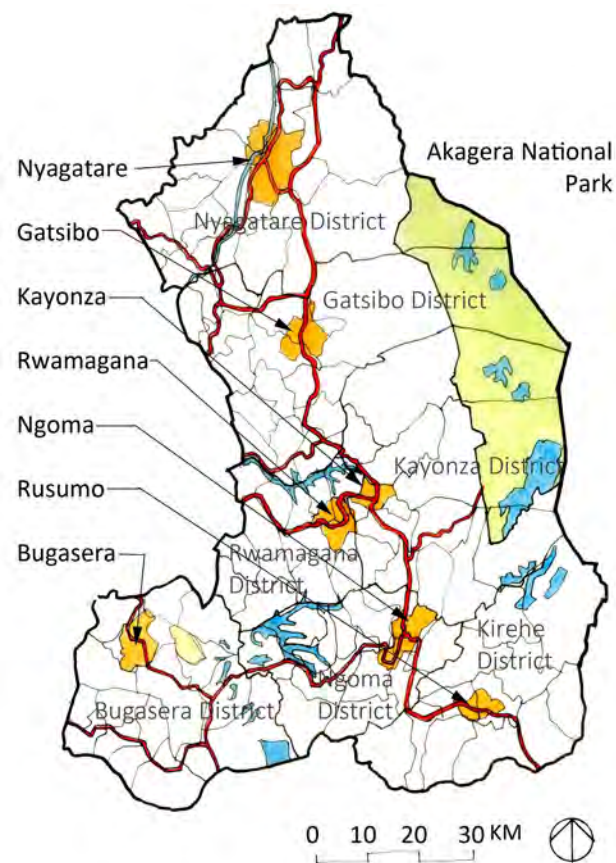 Akagera National
Park
Nyagatare
Nyagatare District
Gatsibo
Gatsibo District
Kayonza
Rwamagana
Kayonza District
Ngoma
Rusumo
Rwamagana
District
Bugasera
Kirehe
District
Ngoma
District
Bugasera District
0 10 20 30 KM